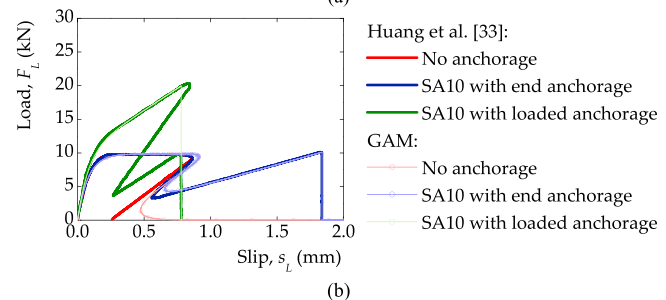 (a)
30
25
20
15
10
5
0
Load, F_L (kN)
0.0
0.5
1.0
1.5
2.0
Slip, s_L (mm)
Huang et al. [33]:
No anchorage
SA10 with end anchorage
SA10 with loaded anchorage
GAM:
No anchorage
SA10 with end anchorage
SA10 with loaded anchorage
(b)